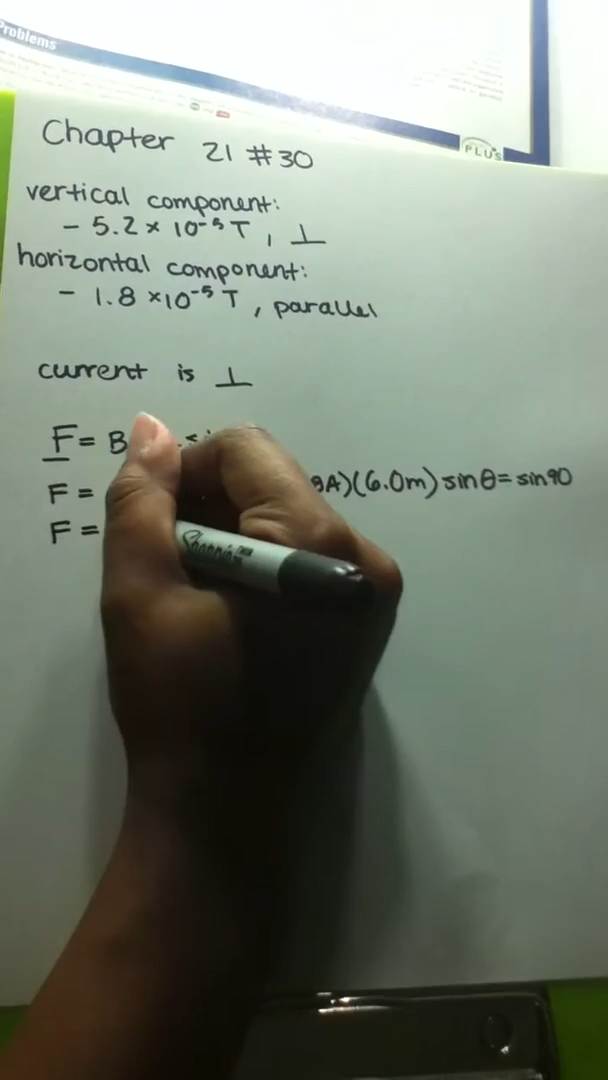 Problems
PLUS
Chapter 21 #30
vertical component:
- 5.2 × 10⁻⁵ T, ⊥
horizontal component:
- 1.8 × 10⁻⁵ T, parallel
current is ⊥
F = B
F = A)(6.0m) sinθ = sin90
F =
Sharpie